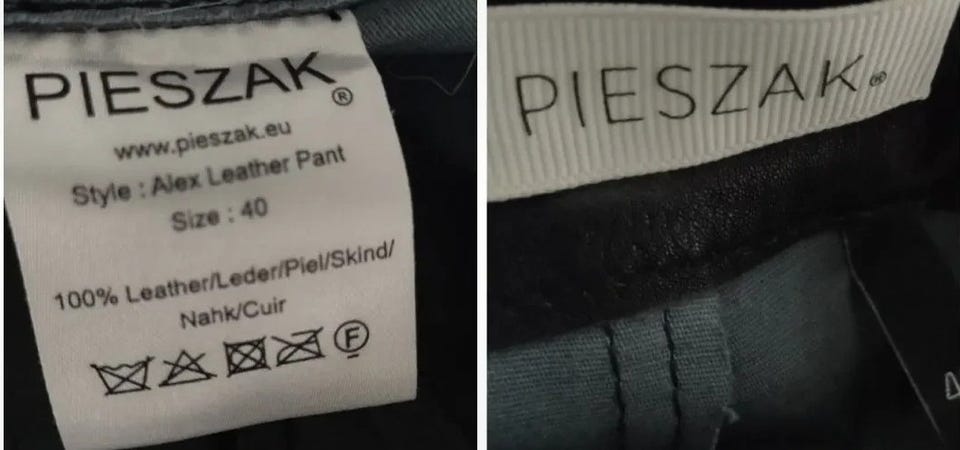 PIESZAK®
www.pieszak.eu
Style : Alex Leather Pant
Size : 40
100% Leather/Leder/Piel/Skind/
Nahk/Cuir
F
PIESZAK®